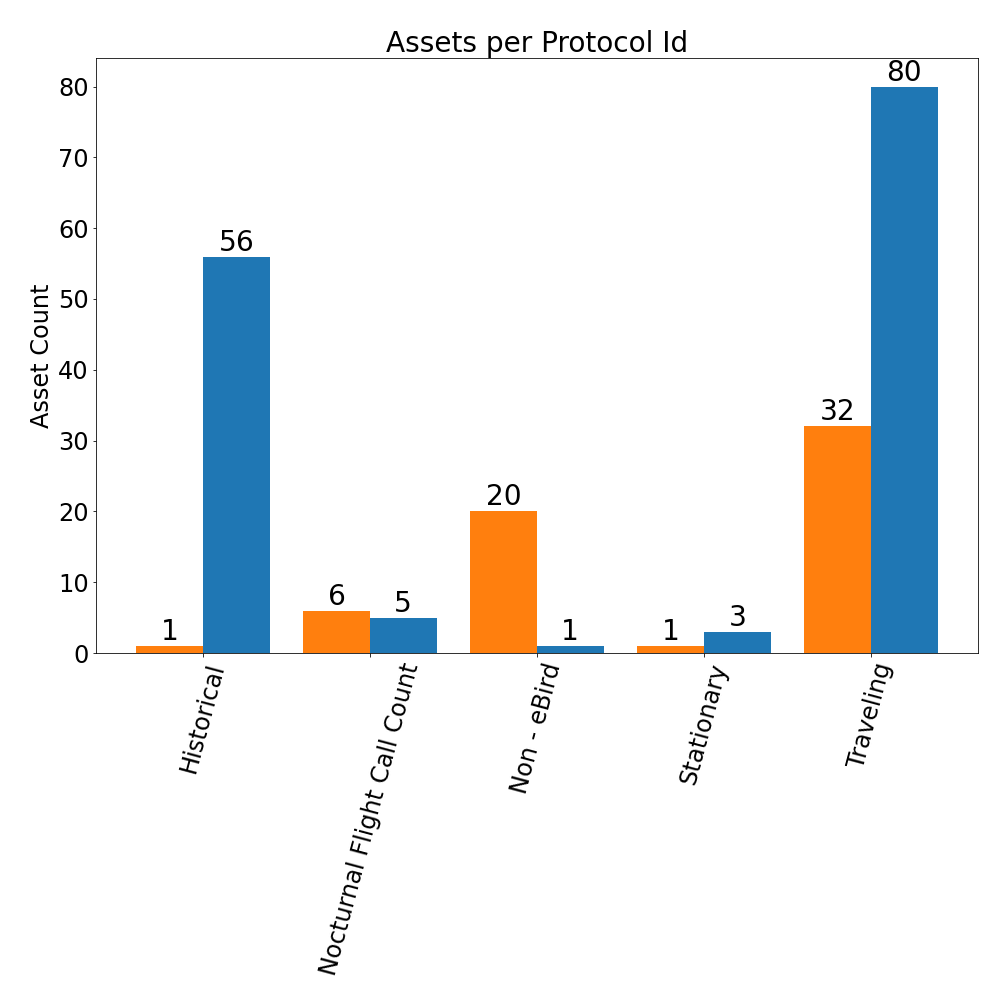 Assets per Protocol Id
Asset Count
80
70
60
50
40
30
20
10
0
1
56
6
5
20
1
1
3
32
80
Historical
Nocturnal Flight Call Count
Non - eBird
Stationary
Traveling